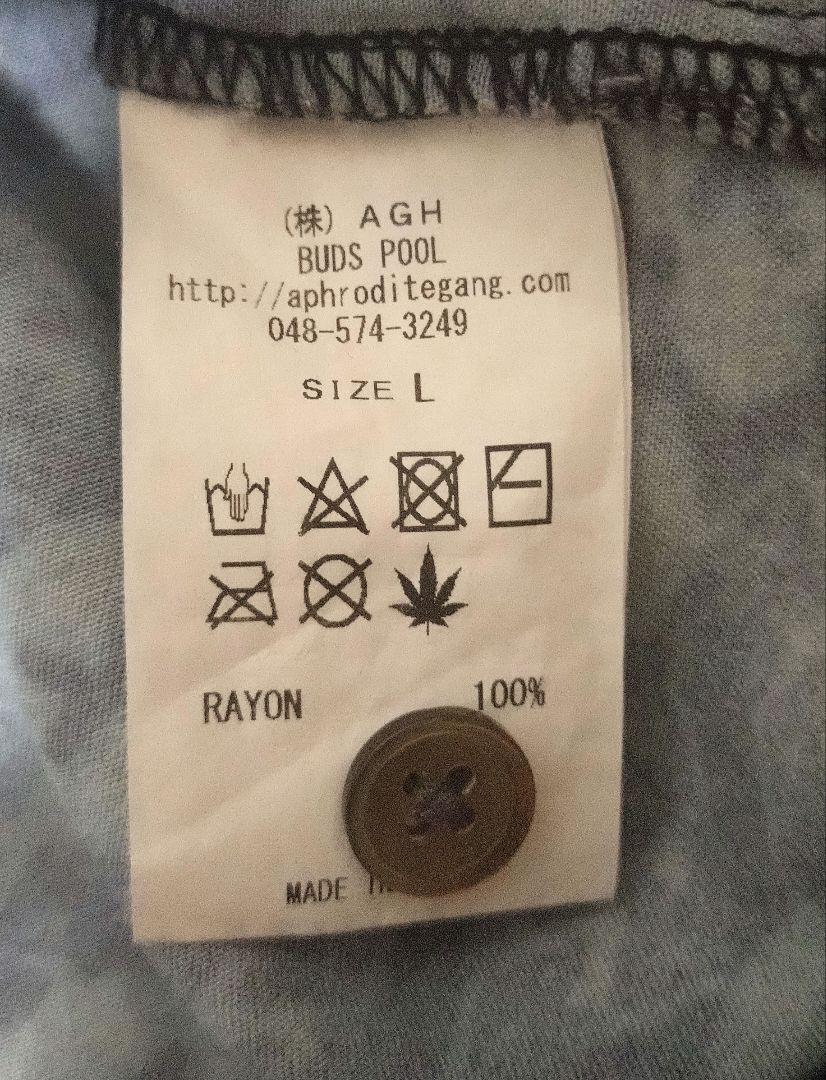 (株) AGH
BUDS POOL
http://aphroditegang.com
048-574-3249
SIZE L
RAYON 100%
MADE